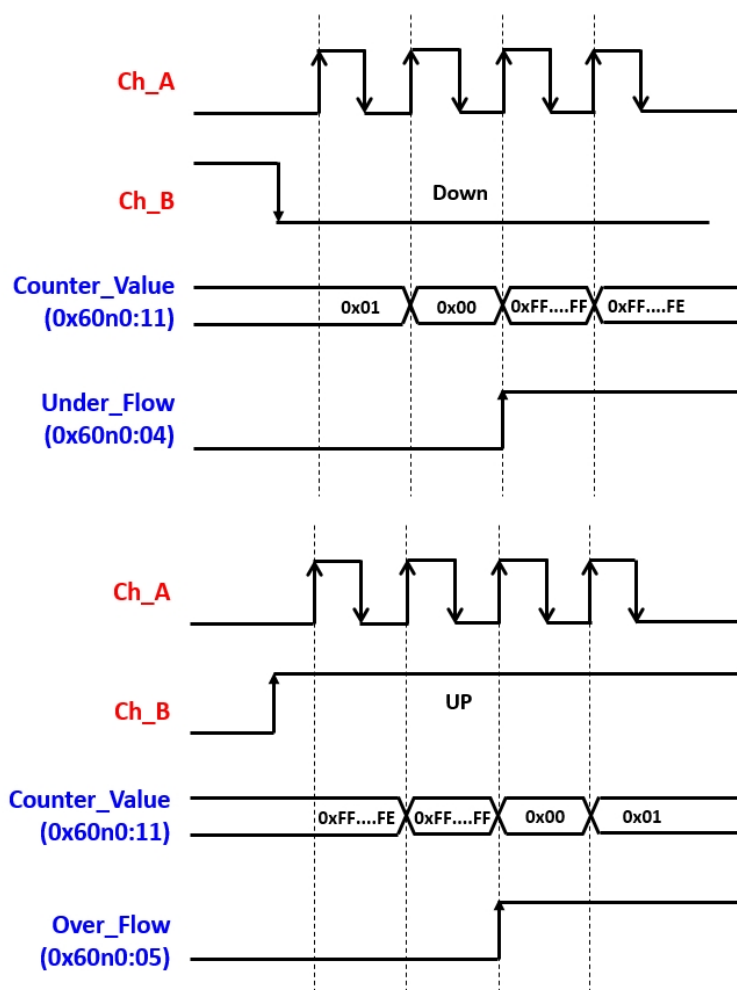 Ch_A
Ch_B
Down
Counter_Value
(0x60n0:11)
0x01
0x00
0xFF....FF
0xFF....FE
Under_Flow
(0x60n0:04)
Ch_A
Ch_B
UP
Counter_Value
(0x60n0:11)
0xFF....FE
0xFF....FF
0x00
0x01
Over_Flow
(0x60n0:05)